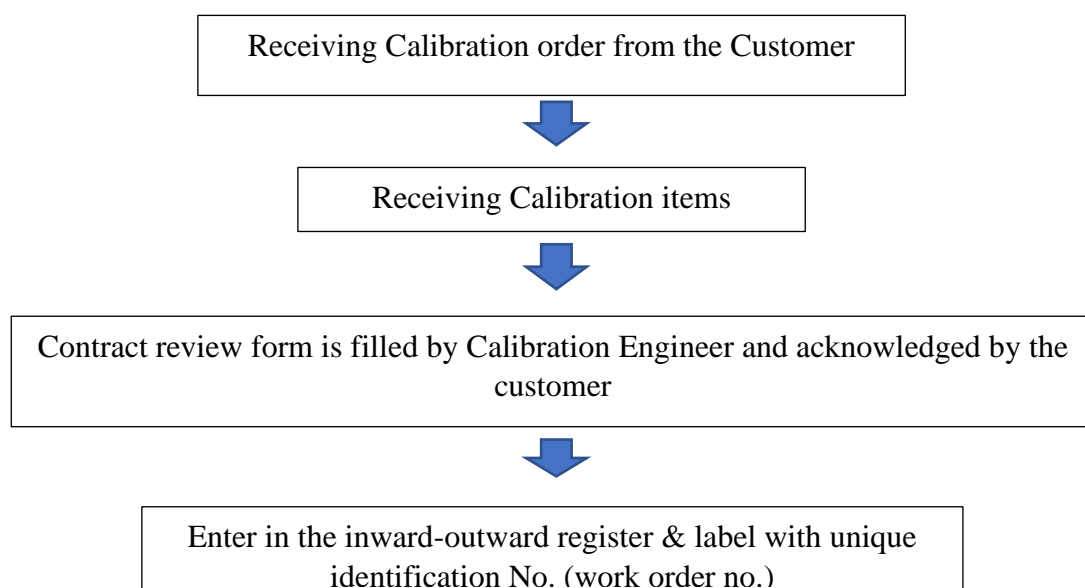 Receiving Calibration order from the Customer
Receiving Calibration items
Contract review form is filled by Calibration Engineer and acknowledged by the
customer
Enter in the inward-outward register & label with unique
identification No. (work order no.)